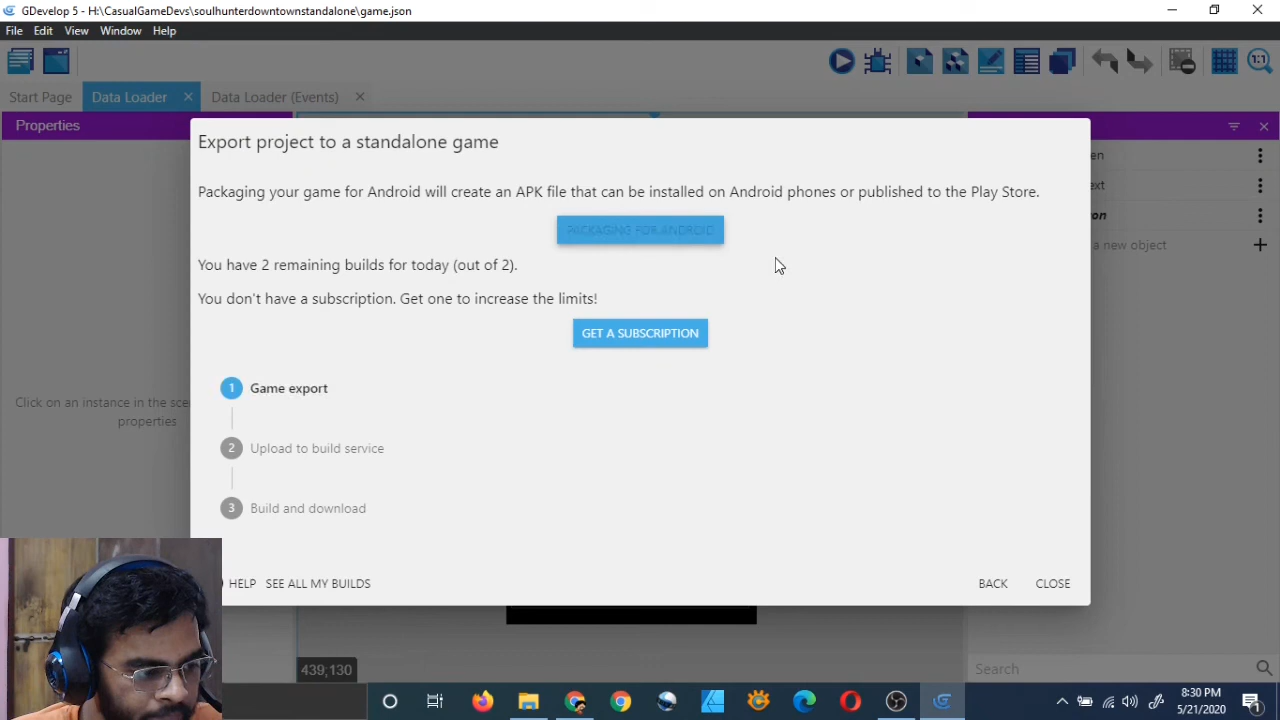 GDevelop 5 - H:\CasualGameDevs\soulhunterdowntownstandalone\game.json
File Edit View Window Help
1:1
Start Page
Data Loader
Data Loader (Events)
Properties
Export project to a standalone game
Packaging your game for Android will create an APK file that can be installed on Android phones or published to the Play Store.
PACKAGING FOR ANDROID
You have 2 remaining builds for today (out of 2).
You don't have a subscription. Get one to increase the limits!
GET A SUBSCRIPTION
1 Game export
2 Upload to build service
3 Build and download
HELP SEE ALL MY BUILDS
BACK CLOSE
Click on an instance in the
properties
a new object
439;130
Search
8:30 PM
5/21/2020
1